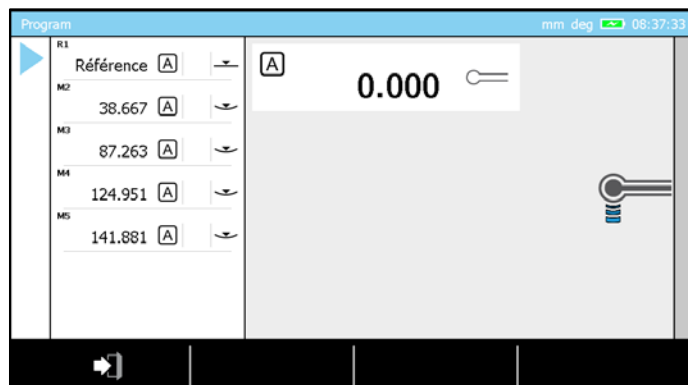 Program mm deg 08:37:33
R1
Référence A
M2
38.667 A
M3
87.263 A
M4
124.951 A
M5
141.881 A
A
0.000